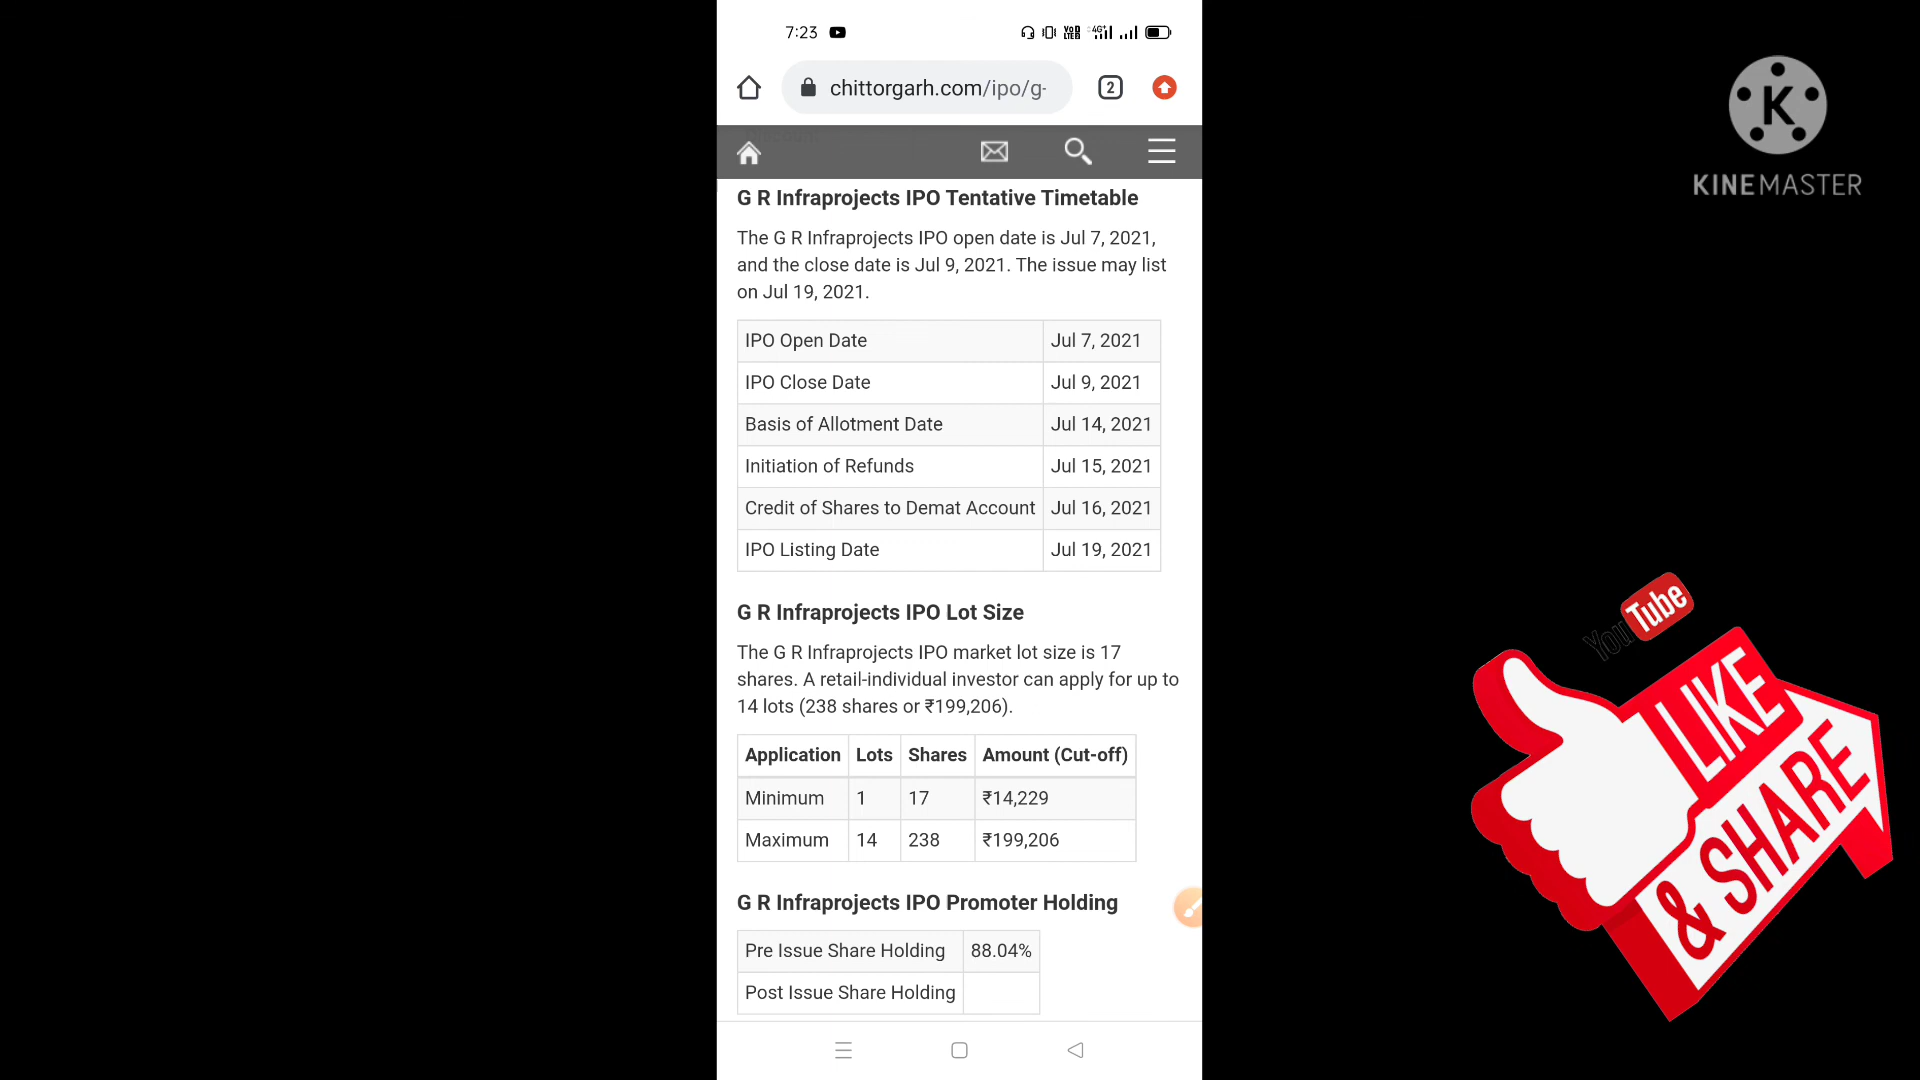 7:23
VoD
LTE2
4G+
chittorgarh.com/ipo/g-
2
K
KINEMASTER
G R Infraprojects IPO Tentative Timetable
The G R Infraprojects IPO open date is Jul 7, 2021,
and the close date is Jul 9, 2021. The issue may list
on Jul 19, 2021.
IPO Open Date Jul 7, 2021
IPO Close Date Jul 9, 2021
Basis of Allotment Date Jul 14, 2021
Initiation of Refunds Jul 15, 2021
Credit of Shares to Demat Account Jul 16, 2021
IPO Listing Date Jul 19, 2021
G R Infraprojects IPO Lot Size
The G R Infraprojects IPO market lot size is 17
shares. A retail-individual investor can apply for up to
14 lots (238 shares or ₹199,206).
Application Lots Shares Amount (Cut-off)
Minimum 1 17 ₹14,229
Maximum 14 238 ₹199,206
G R Infraprojects IPO Promoter Holding
Pre Issue Share Holding 88.04%
Post Issue Share Holding
YouTube
LIKE
& SHARE